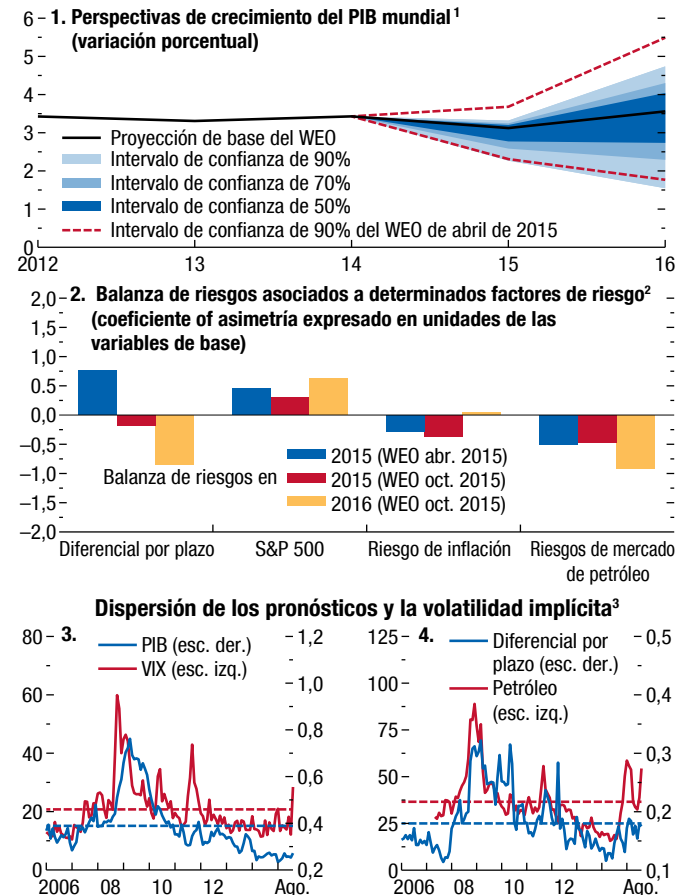 1. Perspectivas de crecimiento del PIB mundial¹
(variación porcentual)
6
5
4
3
2
1
0
Proyección de base del WEO
Intervalo de confianza de 90%
Intervalo de confianza de 70%
Intervalo de confianza de 50%
Intervalo de confianza de 90% del WEO de abril de 2015
2012 13 14 15 16
2. Balanza de riesgos asociados a determinados factores de riesgo²
(coeficiente of asimetría expresado en unidades de las
variables de base)
2,0
1,5
1,0
0.5
0,0
–0,5
–1,0
–1,5
–2,0
Balanza de riesgos en
2015 (WEO abr. 2015)
2015 (WEO oct. 2015)
2016 (WEO oct. 2015)
Diferencial por plazo S&P 500 Riesgo de inflación Riesgos de mercado
de petróleo
Dispersión de los pronósticos y la volatilidad implícita³
3.
PIB (esc. der.)
VIX (esc. izq.)
80
60
40
20
0
1,2
1,0
0,8
0,6
0,4
0,2
2006 08 10 12 Ago.
4.
Diferencial por
plazo (esc. der.)
Petróleo
(esc. izq.)
125
100
75
50
25
0
0,5
0,4
0,3
0,2
0,1
2006 08 10 12 Ago.